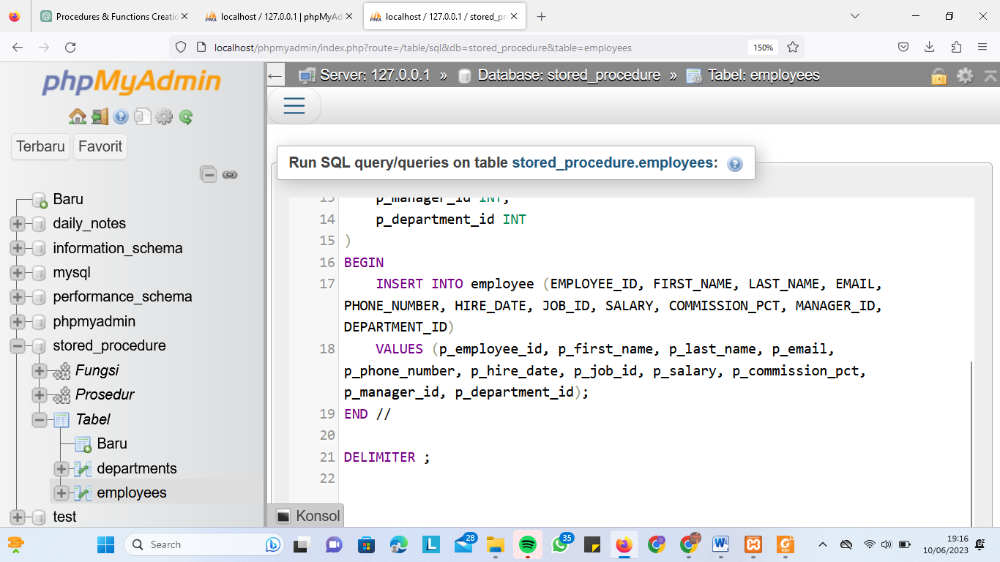 Procedures & Functions Creatio
localhost / 127.0.0.1 | phpMyAd
localhost / 127.0.0.1 / stored_pro
localhost/phpmyadmin/index.php?route=/table/sql&db=stored_procedure&table=employees
150%
phpMyAdmin
Terbaru
Favorit
Baru
daily_notes
information_schema
mysql
performance_schema
phpmyadmin
stored_procedure
Fungsi
Prosedur
Tabel
Baru
departments
employees
test
Server: 127.0.0.1 » Database: stored_procedure » Tabel: employees
Run SQL query/queries on table stored_procedure.employees:
13 p_manager_id INT,
14 p_department_id INT
15 )
16 BEGIN
17 INSERT INTO employee (EMPLOYEE_ID, FIRST_NAME, LAST_NAME, EMAIL,
PHONE_NUMBER, HIRE_DATE, JOB_ID, SALARY, COMMISSION_PCT, MANAGER_ID,
DEPARTMENT_ID)
18 VALUES (p_employee_id, p_first_name, p_last_name, p_email,
p_phone_number, p_hire_date, p_job_id, p_salary, p_commission_pct,
p_manager_id, p_department_id);
19 END //
20
21 DELIMITER ;
22
Konsol
Search
28
35
19:16
10/06/2023